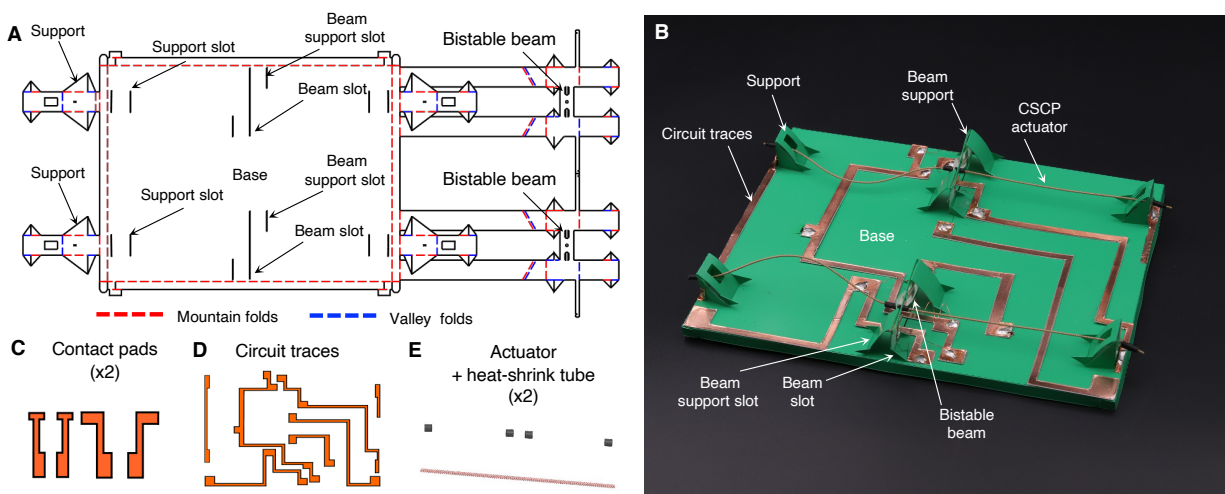 A
Support
Support slot
Beam
support slot
Bistable beam
Beam slot
Support
Support slot
Base
Beam
support slot
Bistable beam
Beam slot
Mountain folds
Valley folds
B
Support
Beam
support
CSCP
actuator
Circuit traces
Base
Beam
support slot
Beam
slot
Bistable
beam
C
Contact pads
(x2)
D
Circuit traces
E
Actuator
+ heat-shrink tube
(x2)